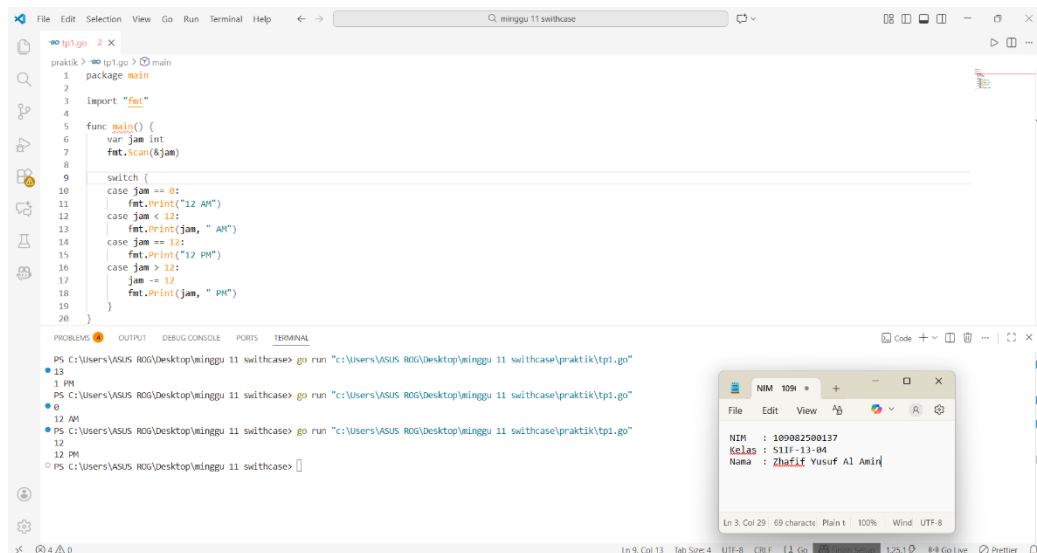 File Edit Selection View Go Run Terminal Help
minggu 11 swithcase
tp1.go 2
praktik > tp1.go > main
1 package main
2
3 import "fmt"
4
5 func main() {
6 var jam int
7 fmt.Scan(&jam)
8
9 switch {
10 case jam == 0:
11 fmt.Print("12 AM")
12 case jam < 12:
13 fmt.Print(jam, " AM")
14 case jam == 12:
15 fmt.Print("12 PM")
16 case jam > 12:
17 jam -= 12
18 fmt.Print(jam, " PM")
19 }
20 }
PROBLEMS 4 OUTPUT DEBUG CONSOLE PORTS TERMINAL
Code
PS C:\Users\ASUS ROG\Desktop\minggu 11 swithcase> go run "c:\Users\ASUS ROG\Desktop\minggu 11 swithcase\praktik\tp1.go"
13
1 PM
PS C:\Users\ASUS ROG\Desktop\minggu 11 swithcase> go run "c:\Users\ASUS ROG\Desktop\minggu 11 swithcase\praktik\tp1.go"
0
12 AM
PS C:\Users\ASUS ROG\Desktop\minggu 11 swithcase> go run "c:\Users\ASUS ROG\Desktop\minggu 11 swithcase\praktik\tp1.go"
12
12 PM
PS C:\Users\ASUS ROG\Desktop\minggu 11 swithcase>
NIM 109
File Edit View
NIM : 109082500137
Kelas : S1IF-13-04
Nama : Zhafif Yusuf Al Amin
Ln 3, Col 29 69 characte Plain t 100% Wind UTF-8
4 0
Ln 9, Col 13 Tab Size: 4 UTF-8 CRLF Go 1.25.1 Go Live Prettier